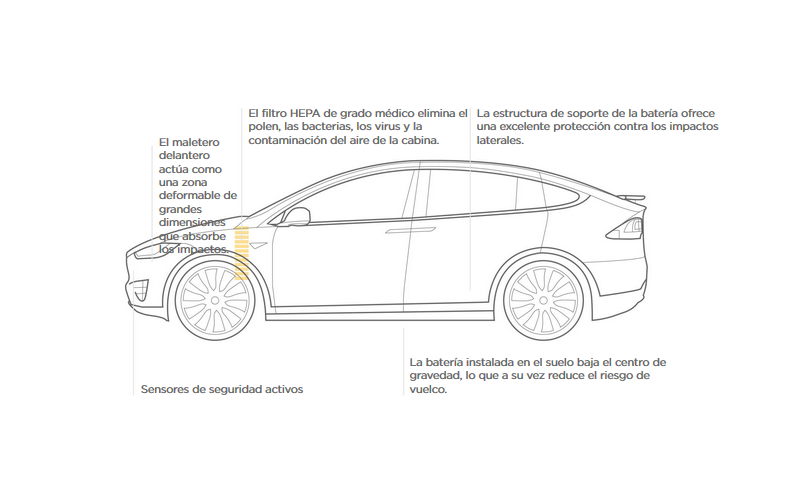 El filtro HEPA de grado médico elimina el
polen, las bacterias, los virus y la
contaminación del aire de la cabina.
La estructura de soporte de la batería ofrece
una excelente protección contra los impactos
laterales.
El maletero
delantero
actúa como
una zona
deformable de
grandes
dimensiones
que absorbe
los impactos.
La batería instalada en el suelo baja el centro de
gravedad, lo que a su vez reduce el riesgo de
vuelco.
Sensores de seguridad activos